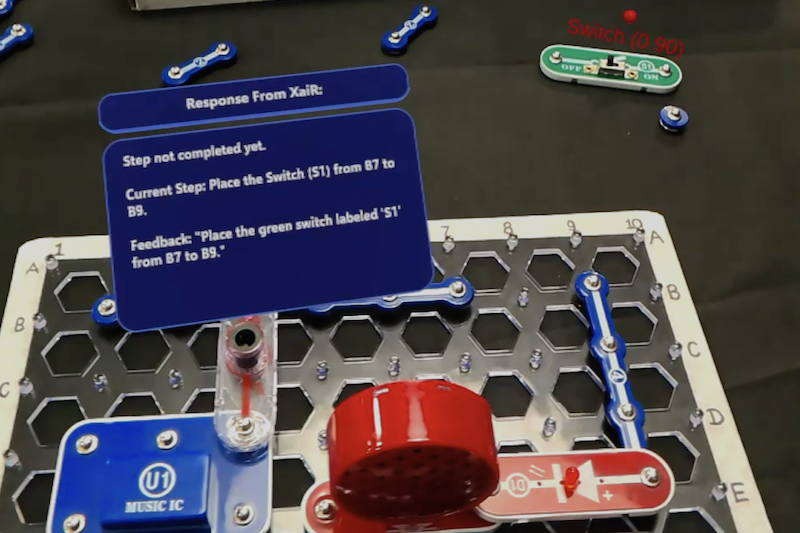 Switch (0.90)
OFF
S1
ON
Response From XaiR:
Step not completed yet.
Current Step: Place the Switch (S1) from B7 to
B9.
Feedback: "Place the green switch labeled 'S1'
from B7 to B9."
1
7
8
9
10
A
A
B
B
C
C
D
E
U1
MUSIC IC
D1
+